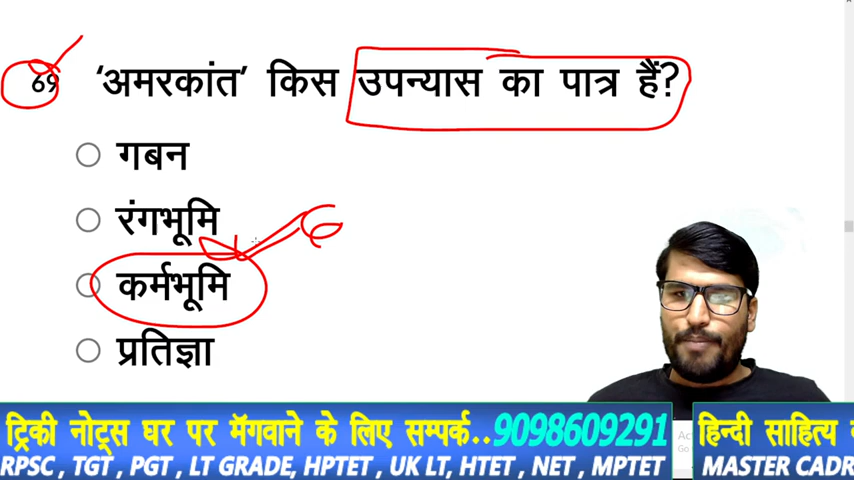 69 'अमरकांत' किस उपन्यास का पात्र हैं?
गबन
रंगभूमि
कर्मभूमि
प्रतिज्ञा
ट्रिकी नोट्स घर पर मॅगवाने के लिए सम्पर्क..9098609291
हिन्दी साहित्य
RPSC , TGT , PGT , LT GRADE, HPTET , UK LT, HTET , NET , MPTET
MASTER CADR